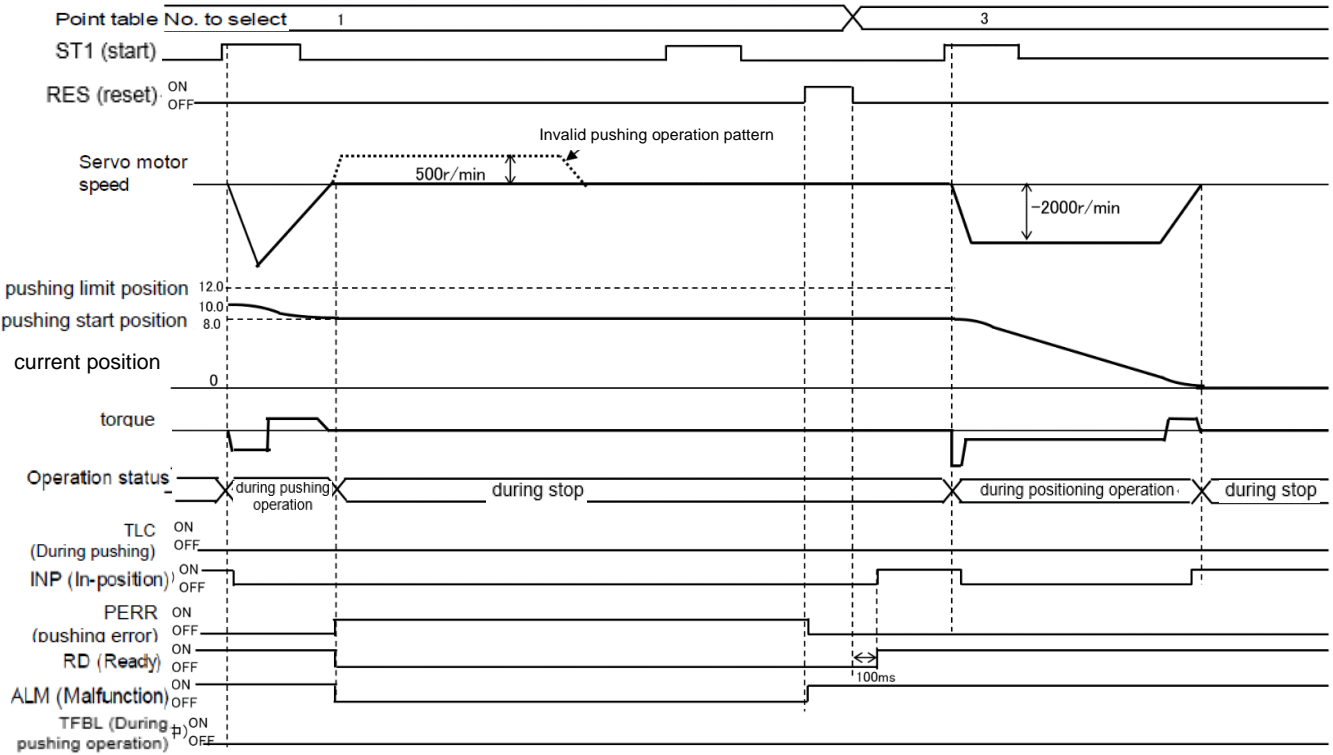 Point table No. to select 1 3
ST1 (start)
RES (reset) ON
OFF
Invalid pushing operation pattern
Servo motor
speed
500r/min
-2000r/min
pushing limit position 12.0
10.0
pushing start position 8.0
current position
0
torque
Operation status
during pushing
operation
during stop
during positioning operation
during stop
TLC ON
(During pushing) OFF
INP (In-position) ) ON
OFF
PERR ON
(pushing error) OFF
RD (Ready) ON
OFF
100ms
ALM (Malfunction) ON
OFF
TFBL (During 中)ON
pushing operation) OFF